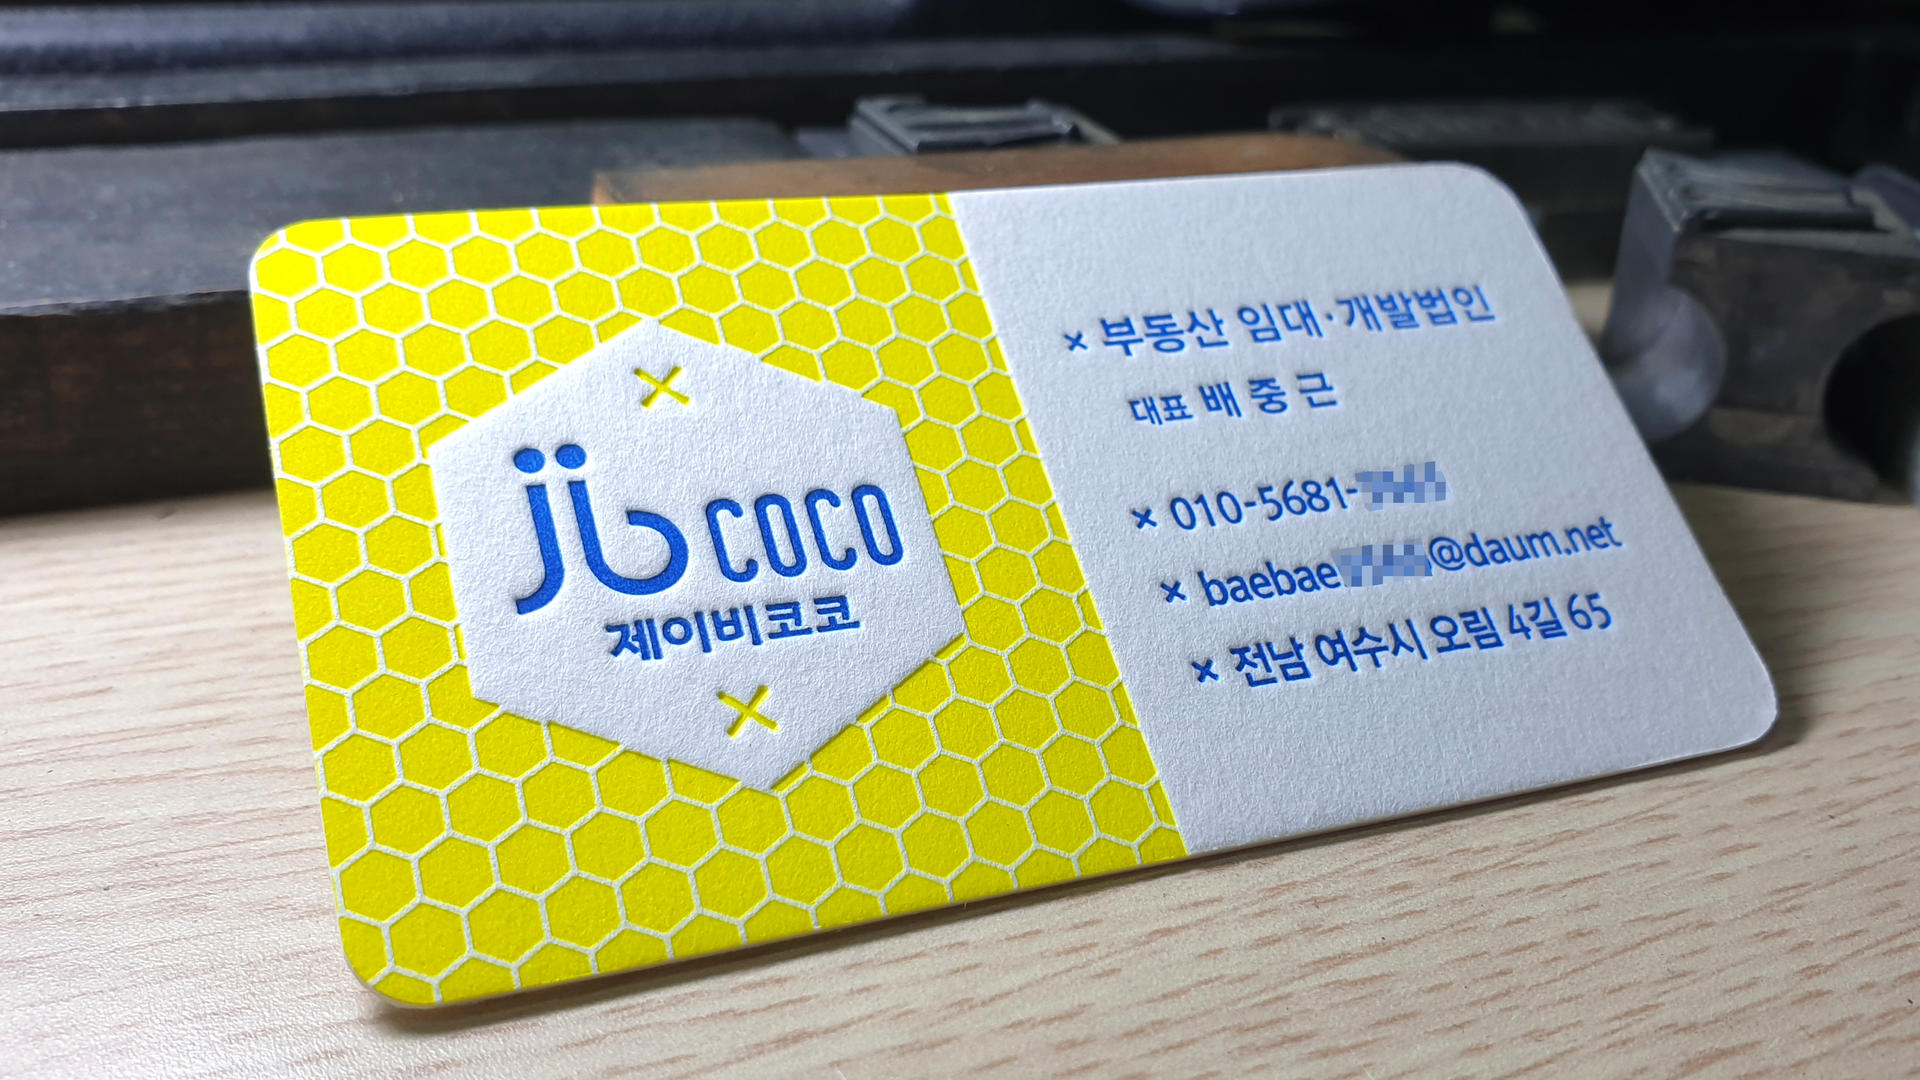 jb coco
제이비코코
× 부동산 임대·개발법인
대표 배중근
× 010-5681-
× baebae @daum.net
× 전남 여수시 오림 4길 65